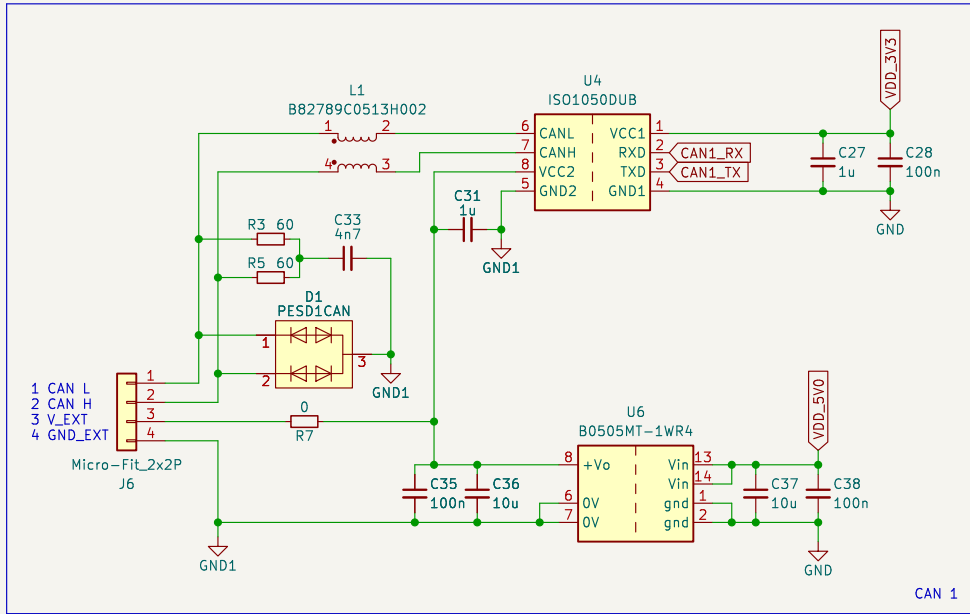 VDD_3V3
L1
B82789C0513H002
U4
ISO1050DUB
1 2
6 CANL VCC1 1
7 CANH RXD 2 CAN1_RX
4 3
8 VCC2 TXD 3 CAN1_TX
5 GND2 GND1 4
C27
1u
C28
100n
GND
C31
1u
GND1
R3 60
R5 60
C33
4n7
D1
PESD1CAN
1
2
3
GND1
1 CAN L
2 CAN H
3 V_EXT
4 GND_EXT
1
2
3
4
Micro-Fit_2x2P
J6
0
R7
VDD_5V0
U6
B0505MT-1WR4
8 +Vo Vin 13
Vin 14
6 0V gnd 1
7 0V gnd 2
C35
100n
C36
10u
C37
10u
C38
100n
GND1
GND
CAN 1